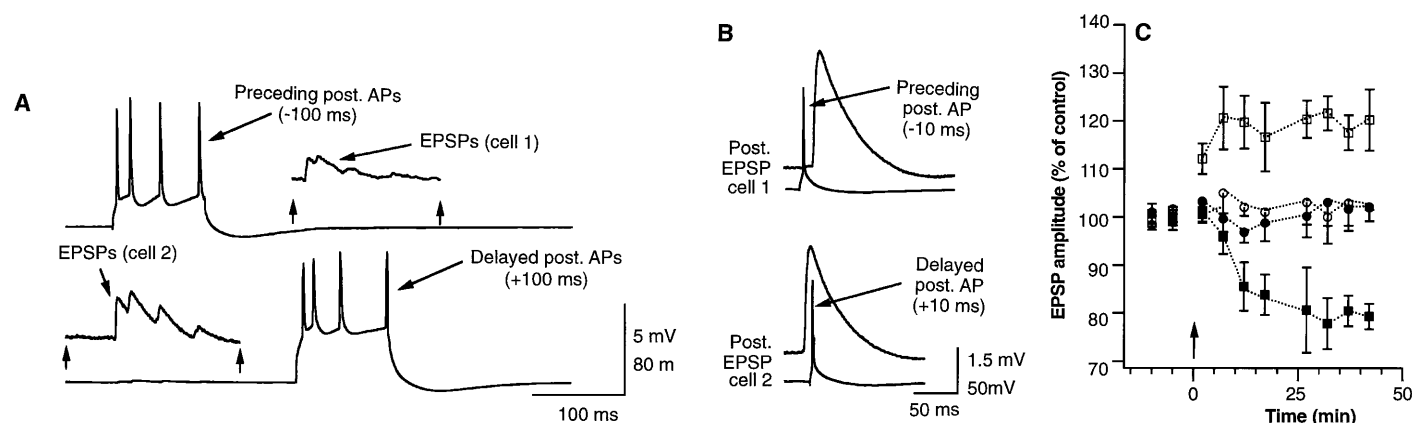 A
Preceding post. APs
(-100 ms)
EPSPs (cell 1)
EPSPs (cell 2)
Delayed post. APs
(+100 ms)
5 mV
80 m
100 ms
B
Preceding
post. AP
(-10 ms)
Post.
EPSP
cell 1
Delayed
post. AP
(+10 ms)
Post.
EPSP
cell 2
1.5 mV
50mV
50 ms
C
EPSP amplitude (% of control)
140
130
120
110
100
90
80
70
0
25
50
Time (min)